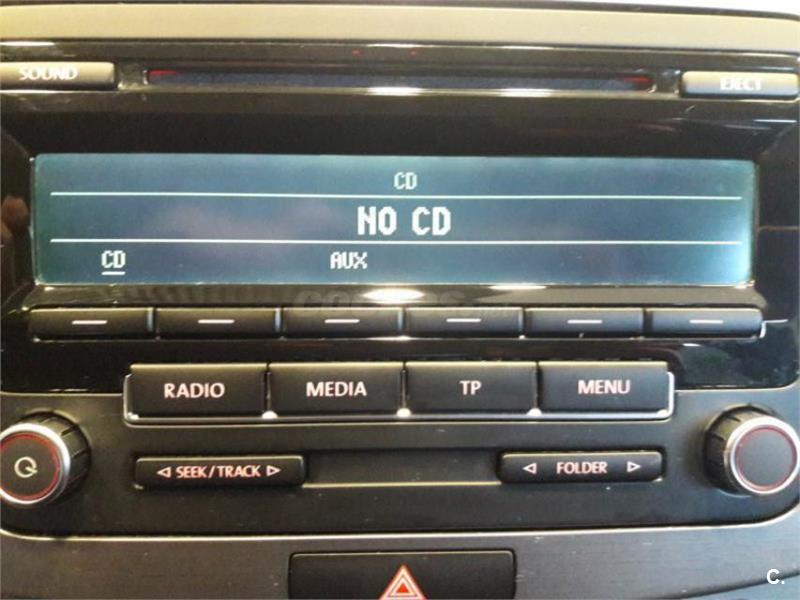 SOUND
EJECT
CD
NO CD
CD AUX
RADIO MEDIA TP MENU
SEEK/TRACK FOLDER
C.